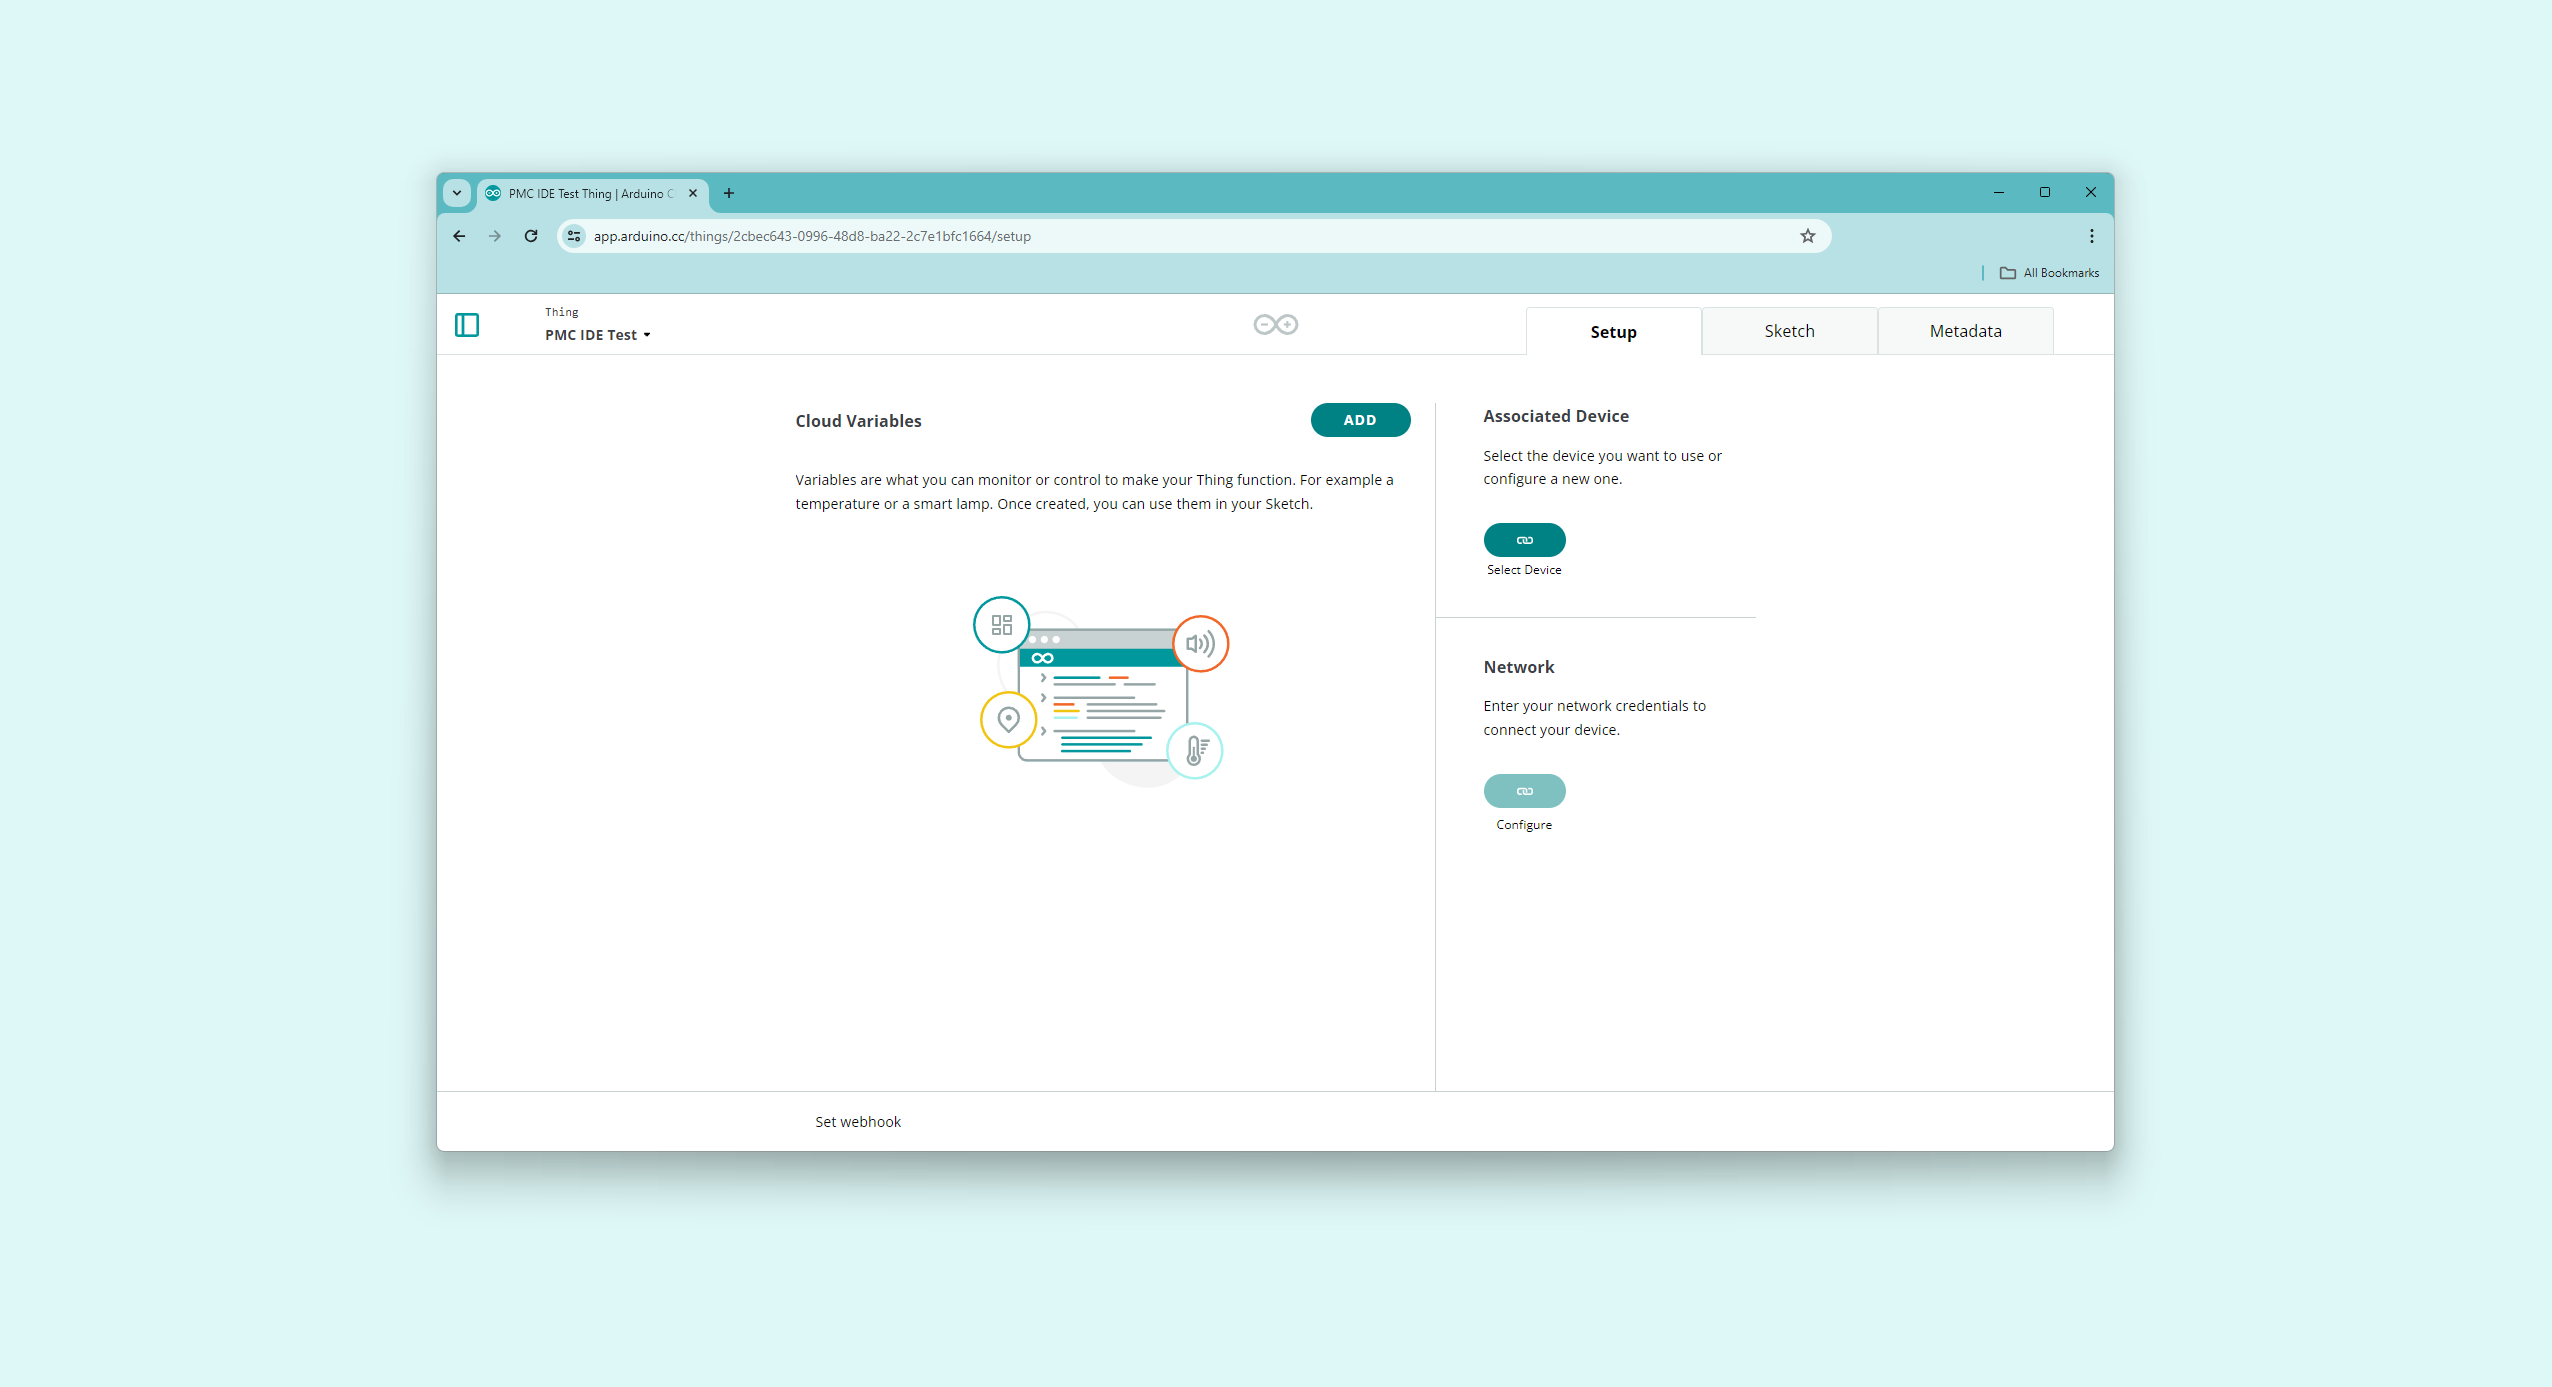 PMC IDE Test Thing | Arduino C
app.arduino.cc/things/2cbec643-0996-48d8-ba22-2c7e1bfc1664/setup
All Bookmarks
Thing
PMC IDE Test
Setup
Sketch
Metadata
Cloud Variables
ADD
Variables are what you can monitor or control to make your Thing function. For example a
temperature or a smart lamp. Once created, you can use them in your Sketch.
Associated Device
Select the device you want to use or
configure a new one.
Select Device
Network
Enter your network credentials to
connect your device.
Configure
Set webhook